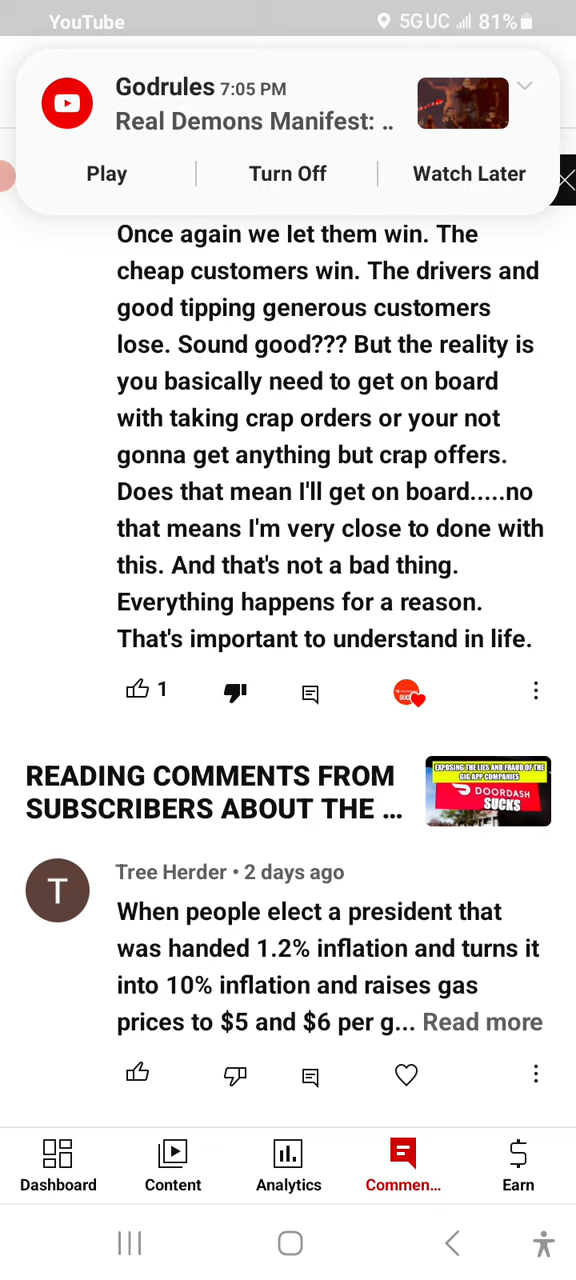 YouTube
5G UC 81%
Godrules 7:05 PM
Real Demons Manifest: ..
Play Turn Off Watch Later
Once again we let them win. The
cheap customers win. The drivers and
good tipping generous customers
lose. Sound good??? But the reality is
you basically need to get on board
with taking crap orders or your not
gonna get anything but crap offers.
Does that mean I'll get on board.....no
that means I'm very close to done with
this. And that's not a bad thing.
Everything happens for a reason.
That's important to understand in life.
1
READING COMMENTS FROM
SUBSCRIBERS ABOUT THE ...
EXPOSING THE LIES AND FRAUD OF THE
GIG APP COMPANIES
DOORDASH
SUCKS
T
Tree Herder • 2 days ago
When people elect a president that
was handed 1.2% inflation and turns it
into 10% inflation and raises gas
prices to $5 and $6 per g... Read more
Dashboard Content Analytics Commen... Earn